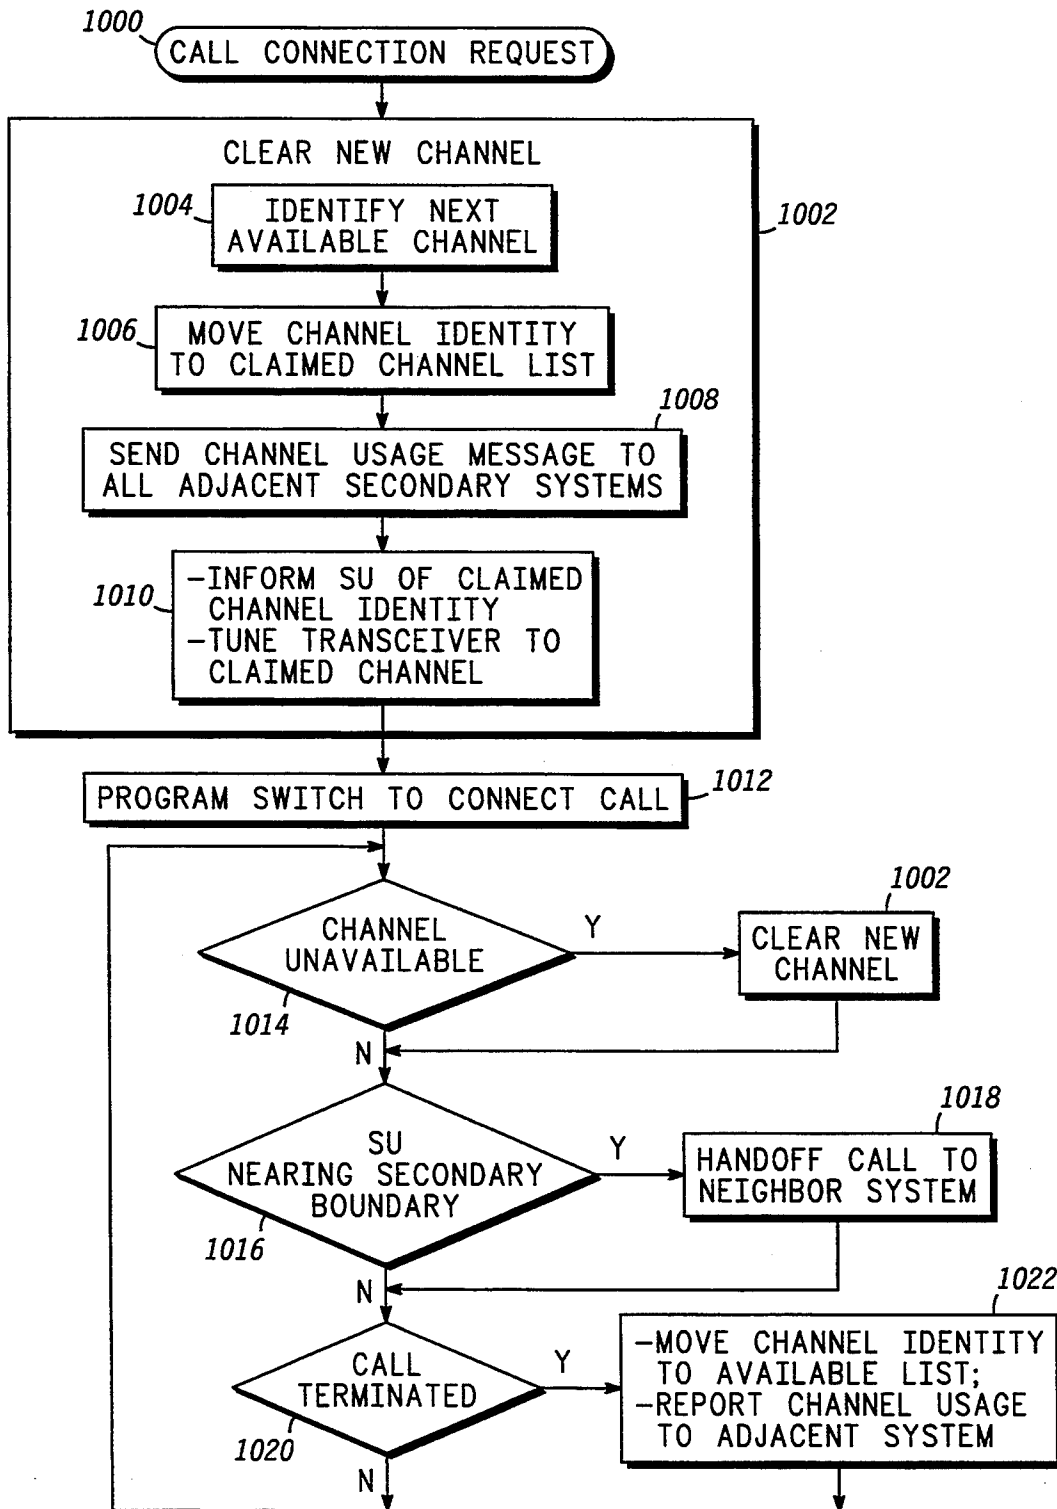 1000
CALL CONNECTION REQUEST
CLEAR NEW CHANNEL
1004
IDENTIFY NEXT
AVAILABLE CHANNEL
1002
1006
MOVE CHANNEL IDENTITY
TO CLAIMED CHANNEL LIST
1008
SEND CHANNEL USAGE MESSAGE TO
ALL ADJACENT SECONDARY SYSTEMS
1010
-INFORM SU OF CLAIMED
CHANNEL IDENTITY
-TUNE TRANSCEIVER TO
CLAIMED CHANNEL
PROGRAM SWITCH TO CONNECT CALL
1012
CHANNEL
UNAVAILABLE
1014
Y
N
1002
CLEAR NEW
CHANNEL
SU
NEARING SECONDARY
BOUNDARY
1016
Y
N
1018
HANDOFF CALL TO
NEIGHBOR SYSTEM
CALL
TERMINATED
1020
Y
N
1022
-MOVE CHANNEL IDENTITY
TO AVAILABLE LIST;
-REPORT CHANNEL USAGE
TO ADJACENT SYSTEM